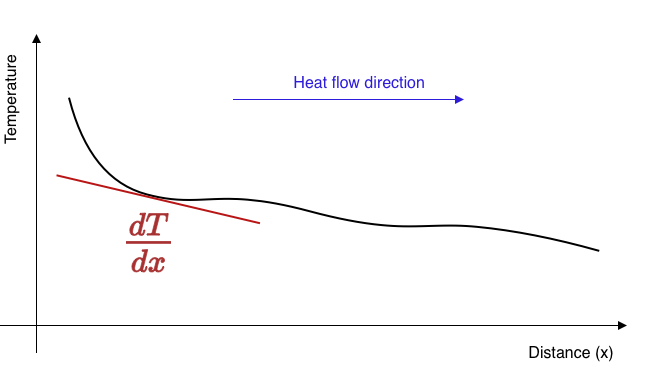 Temperature
Heat flow direction
dT
dx
Distance (x)